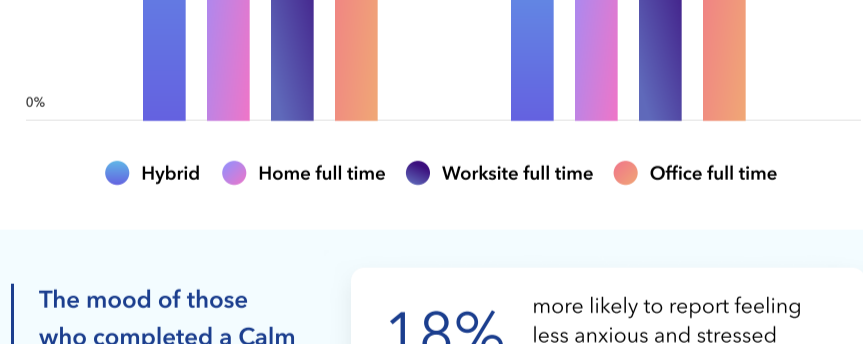 0%
Hybrid Home full time Worksite full time Office full time
The mood of those
who completed a Calm
18%
more likely to report feeling
less anxious and stressed